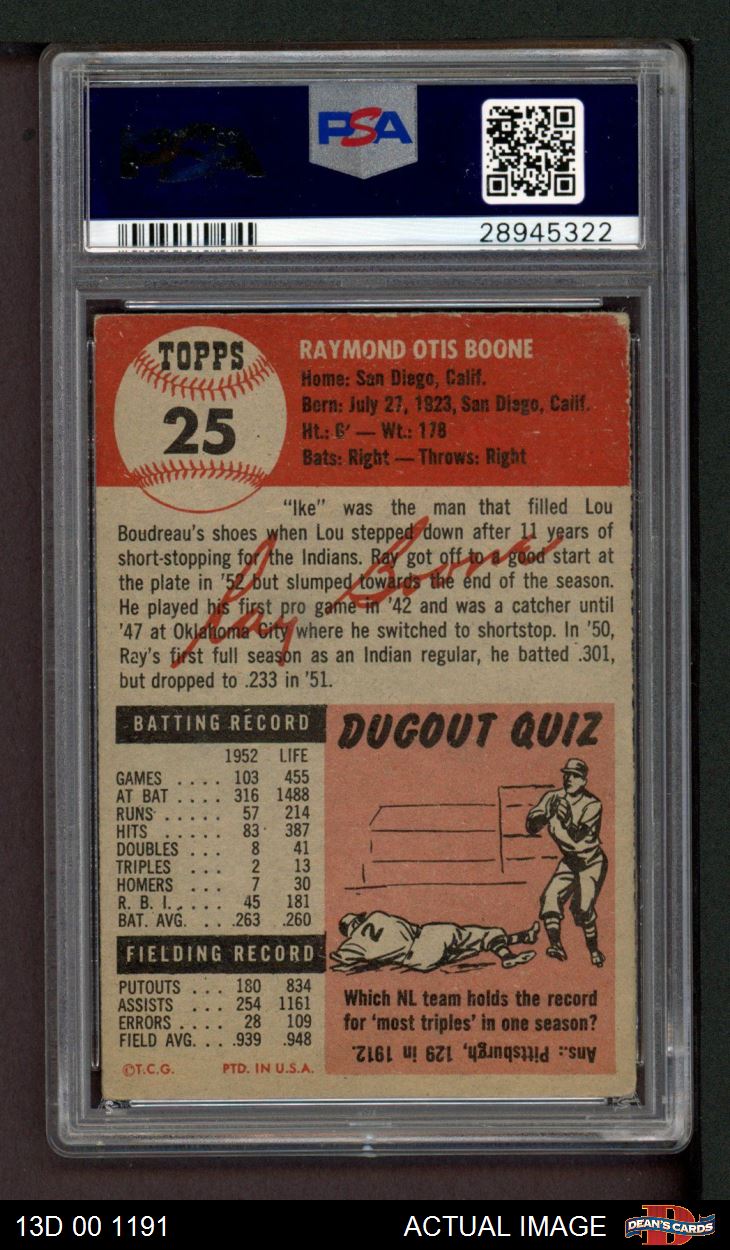 PSA
PSA
28945322
TOPPS
25
RAYMOND OTIS BOONE
Home: San Diego, Calif.
Born: July 27, 1923, San Diego, Calif.
Ht.: 6' — Wt.: 178
Bats: Right — Throws: Right
"Ike" was the man that filled Lou
Boudreau's shoes when Lou stepped down after 11 years of
short-stopping for the Indians. Ray got off to a good start at
the plate in '52 but slumped towards the end of the season.
He played his first pro game in '42 and was a catcher until
'47 at Oklahoma City where he switched to shortstop. In '50,
Ray's first full season as an Indian regular, he batted .301,
but dropped to .233 in '51.
Ray Boone
BATTING RECORD
1952 LIFE
GAMES .... 103 455
AT BAT .... 316 1488
RUNS ..... 57 214
HITS ..... 83 387
DOUBLES ... 8 41
TRIPLES ... 2 13
HOMERS ... 7 30
R. B. I. .... 45 181
BAT. AVG. ... .263 .260
FIELDING RECORD
PUTOUTS ... 180 834
ASSISTS ... 254 1161
ERRORS .... 28 109
FIELD AVG. ... .939 .948
©T.C.G. PTD. IN U.S.A.
DUGOUT QUIZ
2
Which NL team holds the record
for 'most triples' in one season?
Ans.: Pittsburgh, 129 in 1912.
13D 00 1191 ACTUAL IMAGE DEAN'S CARDS